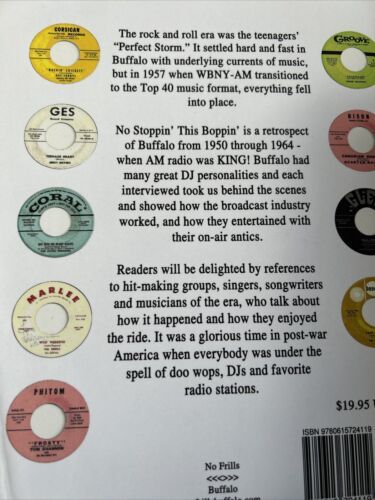 CORSICAN
RECORDS
GROOVE
GES
CORAL
MARLEE
PHITOM
"FROSTY"
TOM SHANNON
BISON
The rock and roll era was the teenagers'
"Perfect Storm." It settled hard and fast in
Buffalo with underlying currents of music,
but in 1957 when WBNY-AM transitioned
to the Top 40 music format, everything fell
into place.
No Stoppin' This Boppin' is a retrospect
of Buffalo from 1950 through 1964 -
when AM radio was KING! Buffalo had
many great DJ personalities and each
interviewed took us behind the scenes
and showed how the broadcast industry
worked, and how they entertained with
their on-air antics.
Readers will be delighted by references
to hit-making groups, singers, songwriters
and musicians of the era, who talk about
how it happened and how they enjoyed
the ride. It was a glorious time in post-war
America when everybody was under the
spell of doo wops, DJs and favorite
radio stations.
$19.95
ISBN 9780615724119
No Frills
<<<>>>
Buffalo